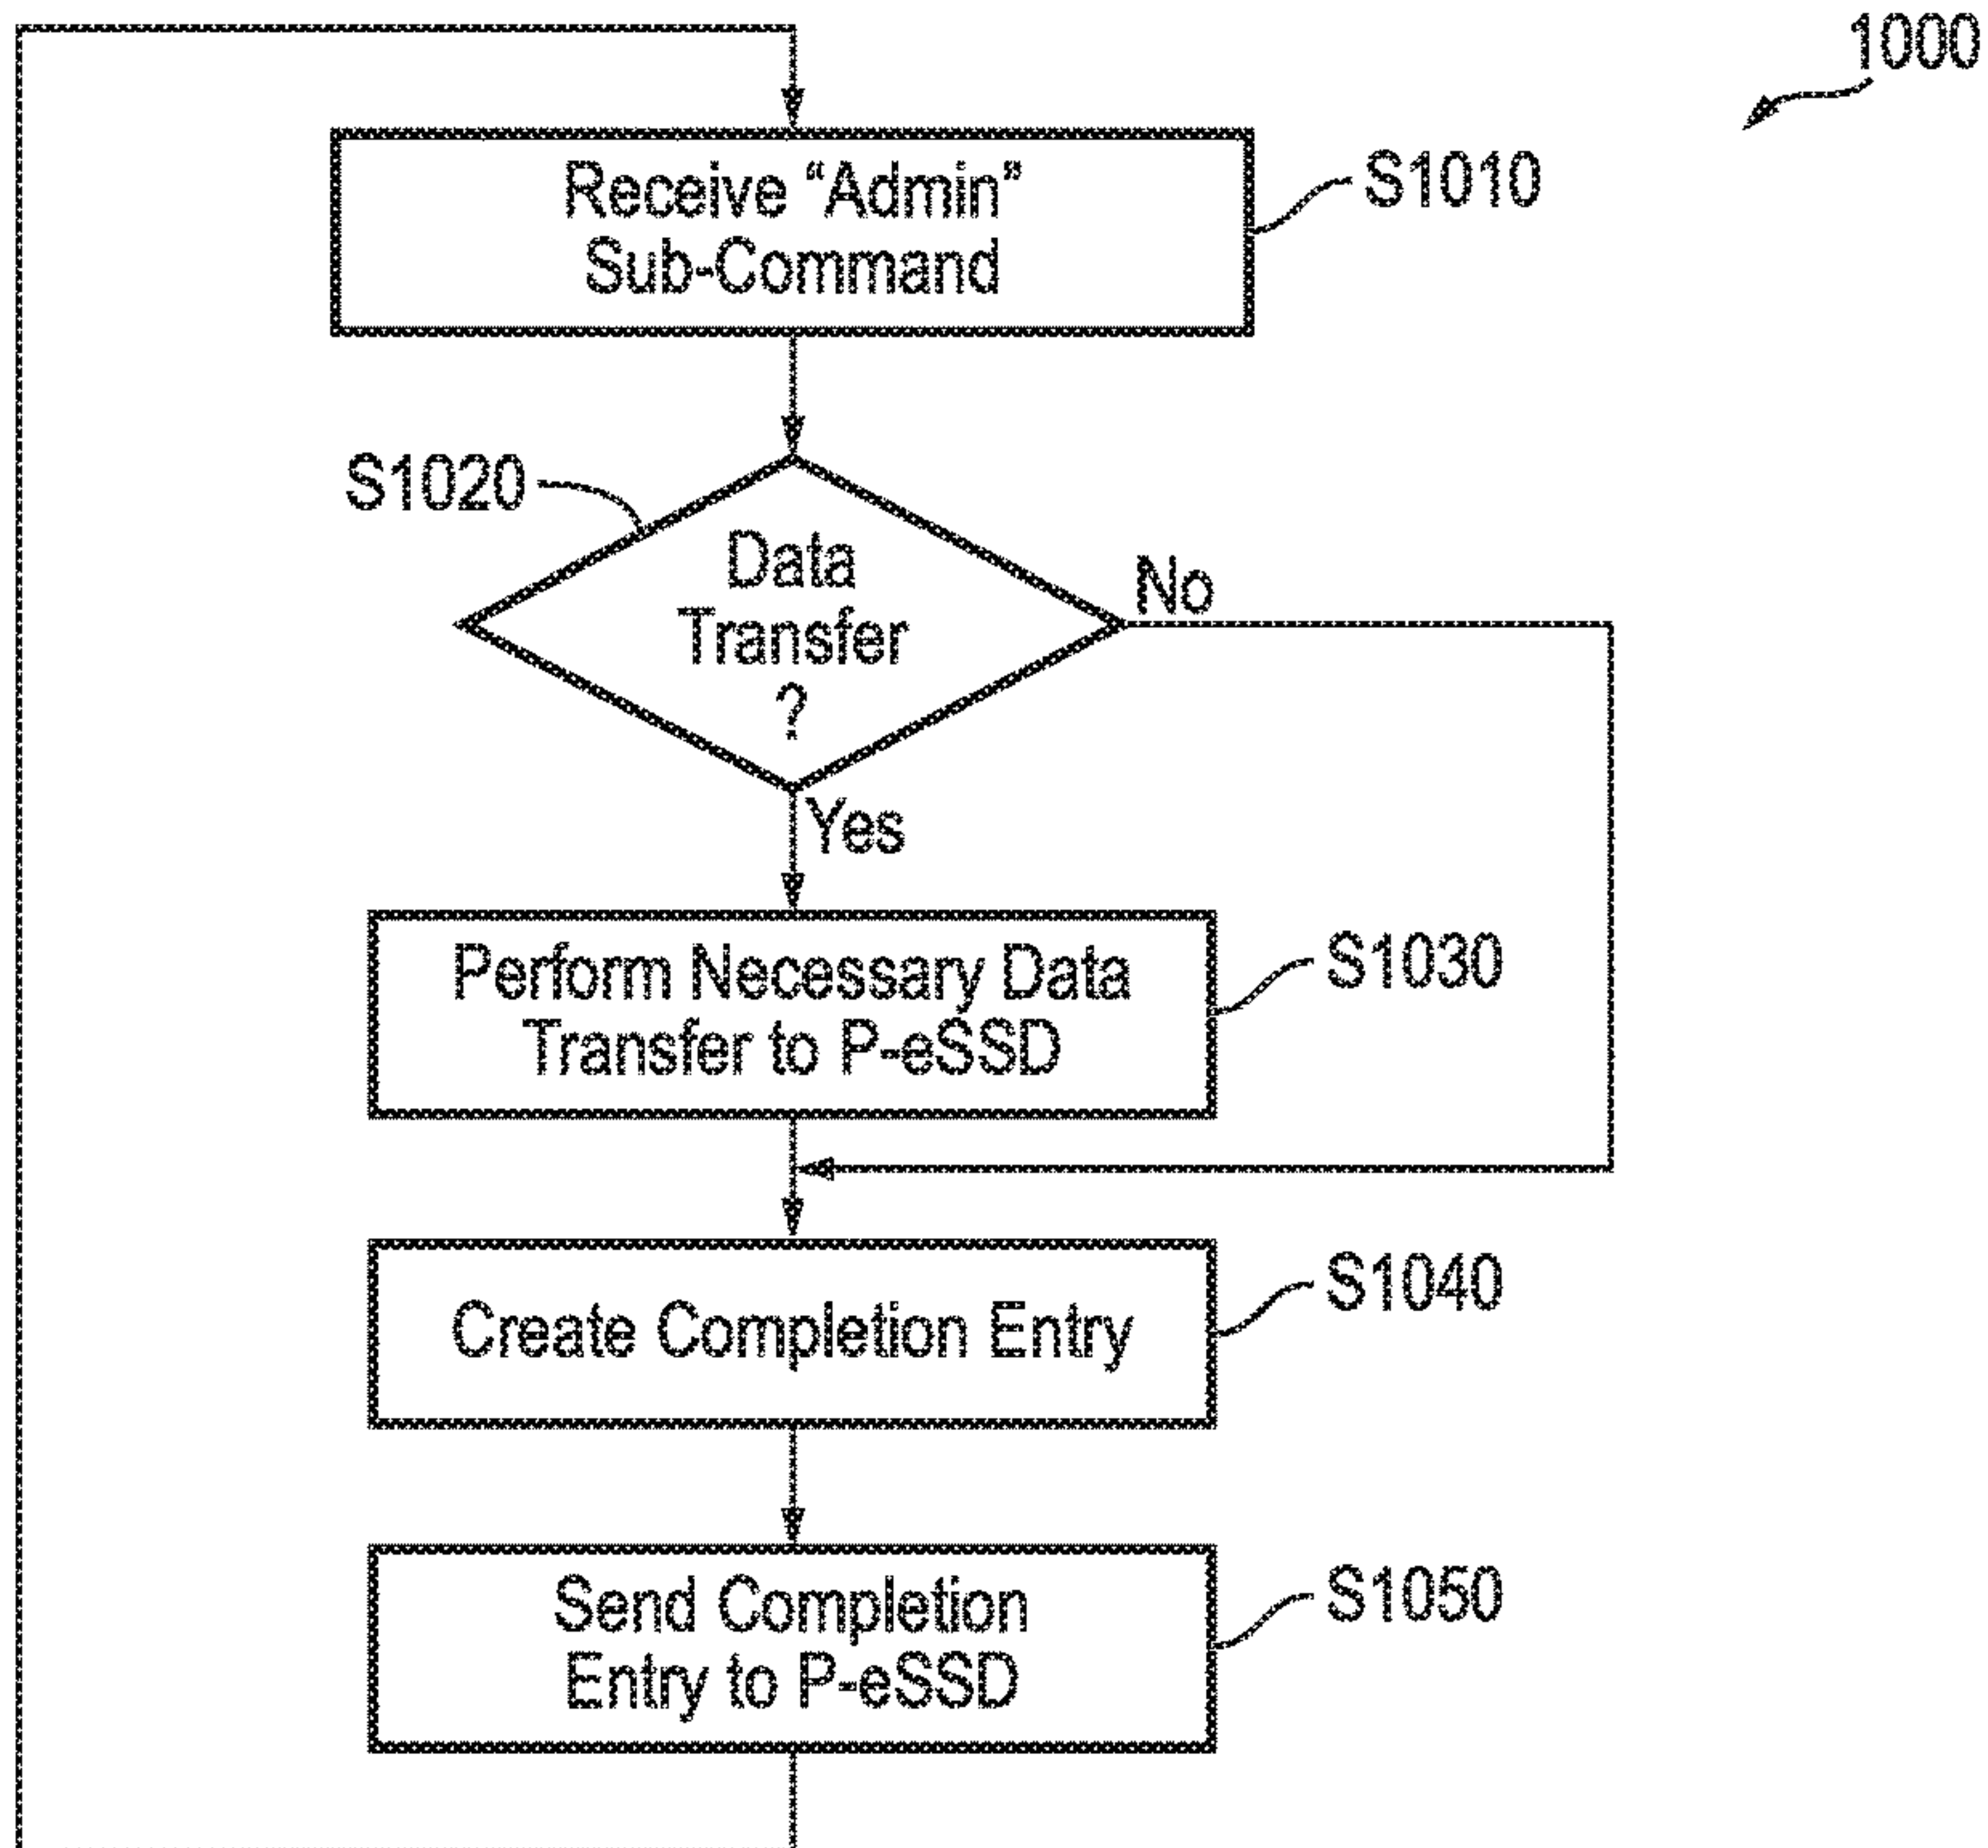 1000
Receive “Admin”
Sub-Command
S1010
S1020
Data
Transfer
?
No
Yes
Perform Necessary Data
Transfer to P-eSSD
S1030
Create Completion Entry
S1040
Send Completion
Entry to P-eSSD
S1050